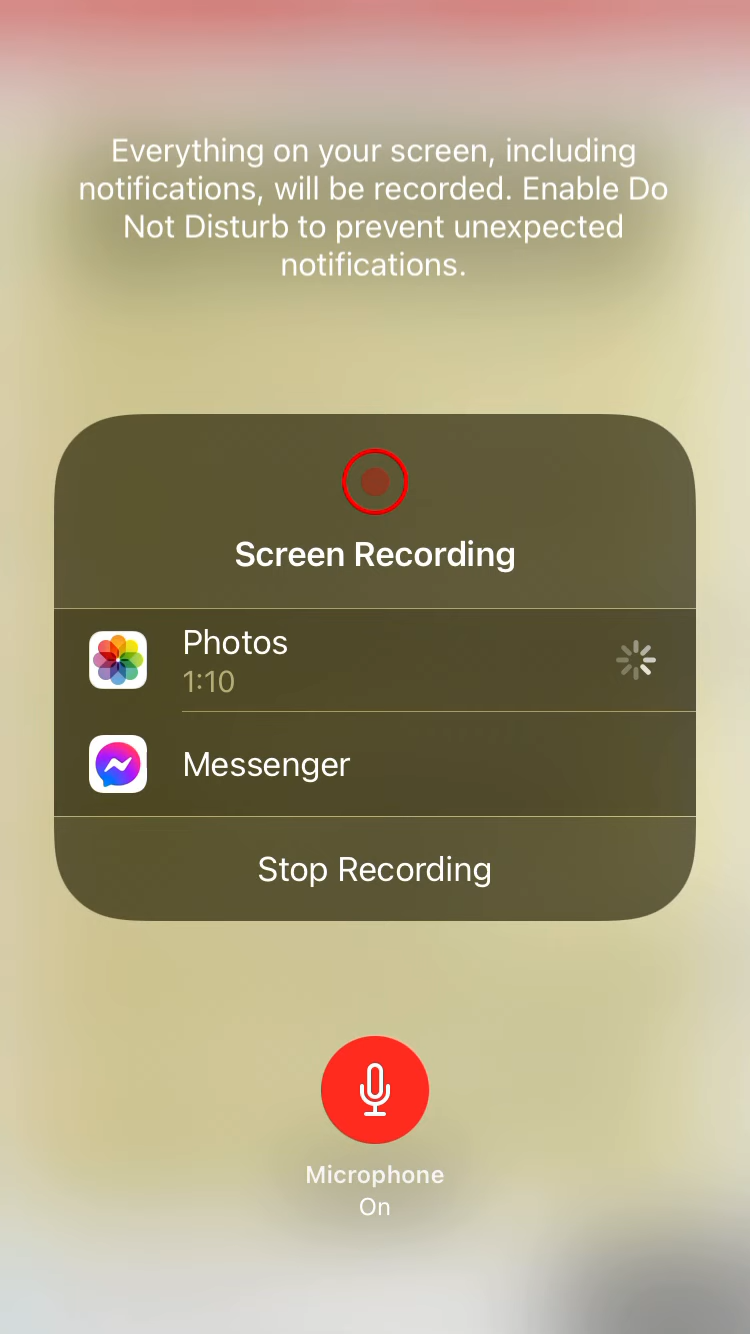 Everything on your screen, including
notifications, will be recorded. Enable Do
Not Disturb to prevent unexpected
notifications.
Screen Recording
Photos
1:10
Messenger
Stop Recording
Microphone
On